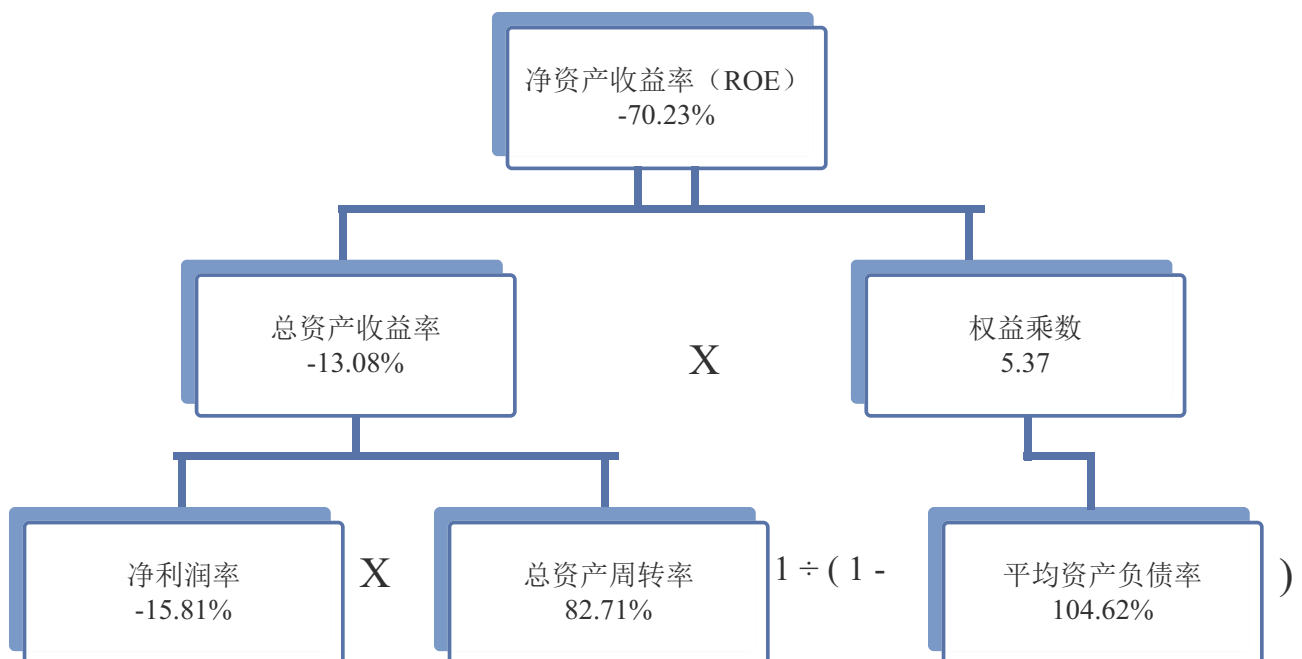 净资产收益率（ROE）
-70.23%
总资产收益率
-13.08%
X
权益乘数
5.37
净利润率
-15.81%
X
总资产周转率
82.71%
1 ÷ ( 1 -
平均资产负债率
104.62%
)